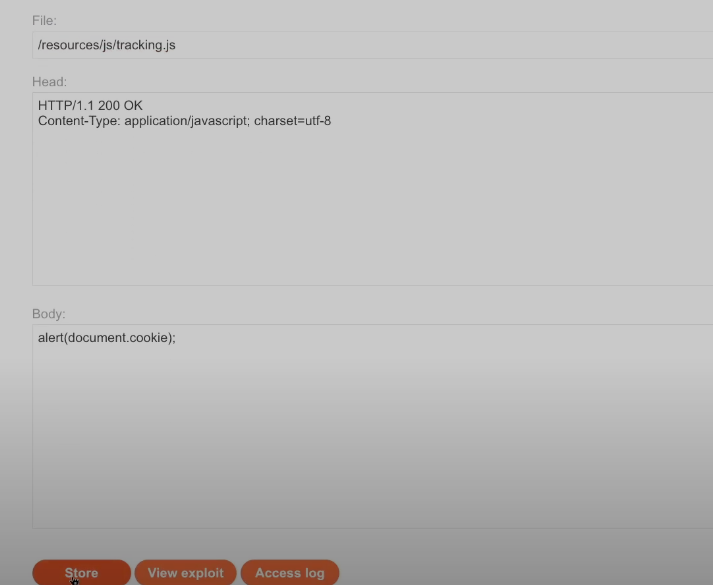 File:
/resources/js/tracking.js
Head:
HTTP/1.1 200 OK
Content-Type: application/javascript; charset=utf-8
Body:
alert(document.cookie);
Store
View exploit
Access log